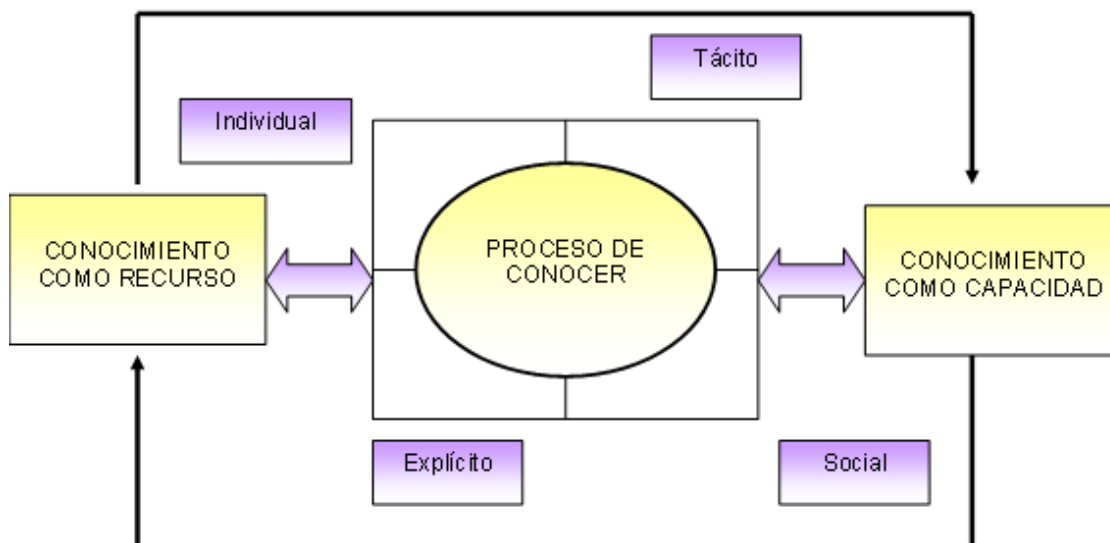 Tácito
Individual
CONOCIMIENTO
COMO RECURSO
PROCESO DE
CONOCER
CONOCIMIENTO
COMO CAPACIDAD
Explícito
Social